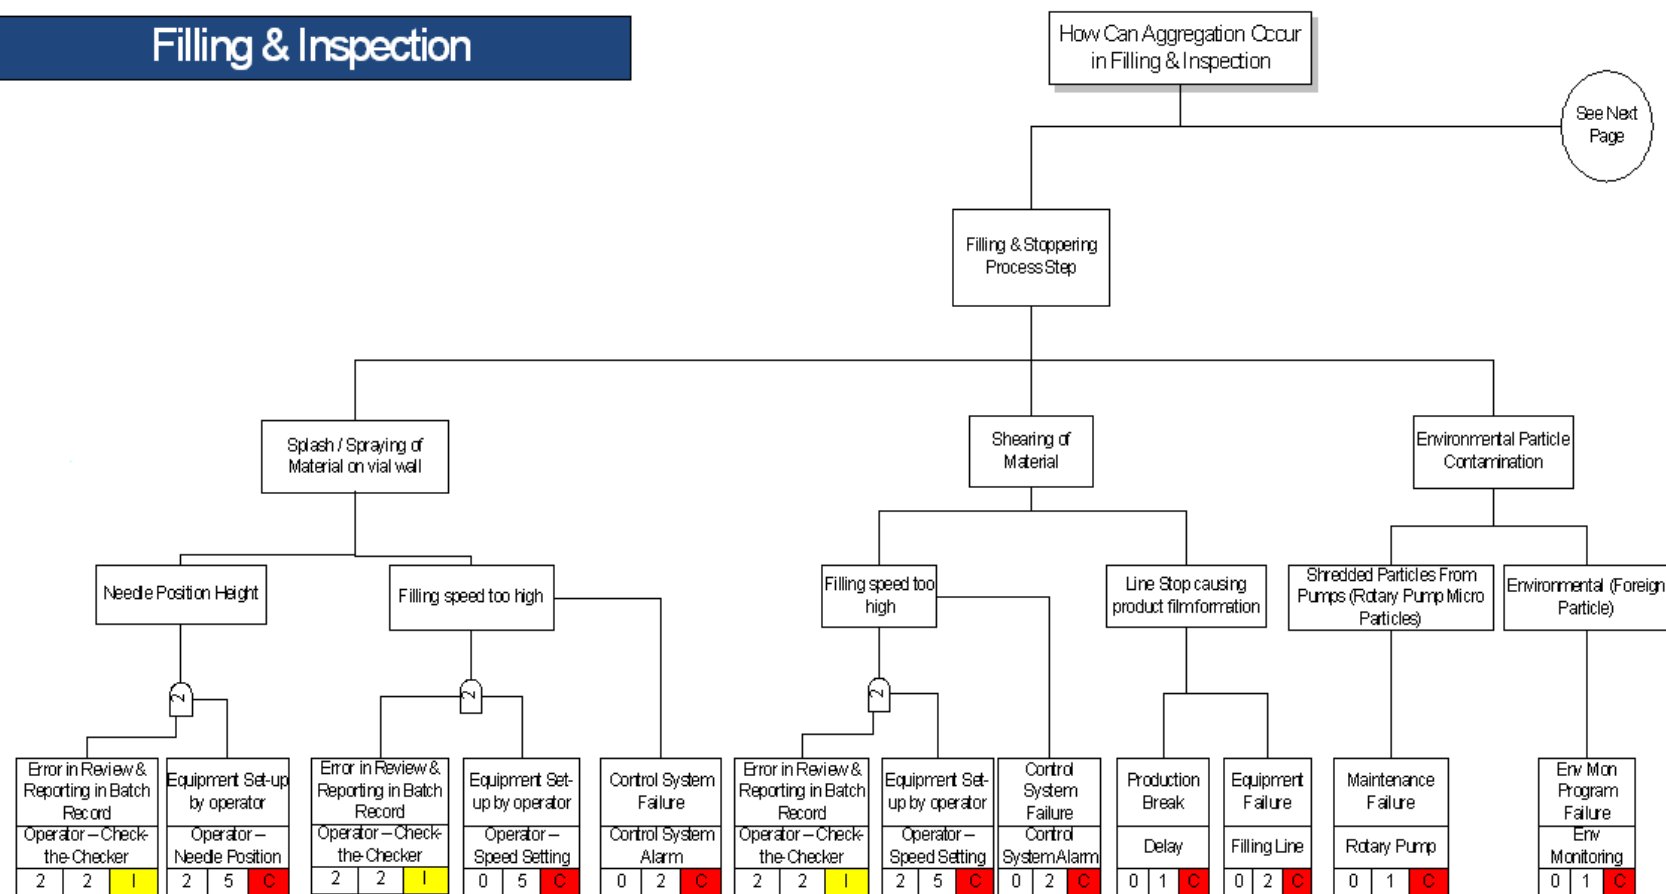 Filling & Inspection
How Can Aggregation Occur
in Filling & Inspection
See Next
Page
Filling & Stoppering
Process Step
Splash / Spraying of
Material on vial wall
Shearing of
Material
Environmental Particle
Contamination
Needle Position Height
Filling speed too high
Filling speed too
high
Line Stop causing
product film formation
Shredded Particles From
Pumps (Rotary Pump Micro
Particles)
Environmental (Foreign
Particle)
2
2
2
Error in Review &
Reporting in Batch
Record
Operator – Check-
the-Checker
2 2 I
Equipment Set-up
by operator
Operator –
Needle Position
2 5 C
Error in Review &
Reporting in Batch
Record
Operator – Check-
the-Checker
2 2 I
Equipment Set-
up by operator
Operator –
Speed Setting
0 5 C
Control System
Failure
Control System
Alarm
0 2 C
Error in Review &
Reporting in Batch
Record
Operator – Check-
the-Checker
2 2 I
Equipment Set-
up by operator
Operator –
Speed Setting
2 5 C
Control
System
Failure
Control
System Alarm
0 2 C
Production
Break
Delay
0 1 C
Equipment
Failure
Filling Line
0 2 C
Maintenance
Failure
Rotary Pump
0 1 C
Env Mon
Program
Failure
Env
Monitoring
0 1 C